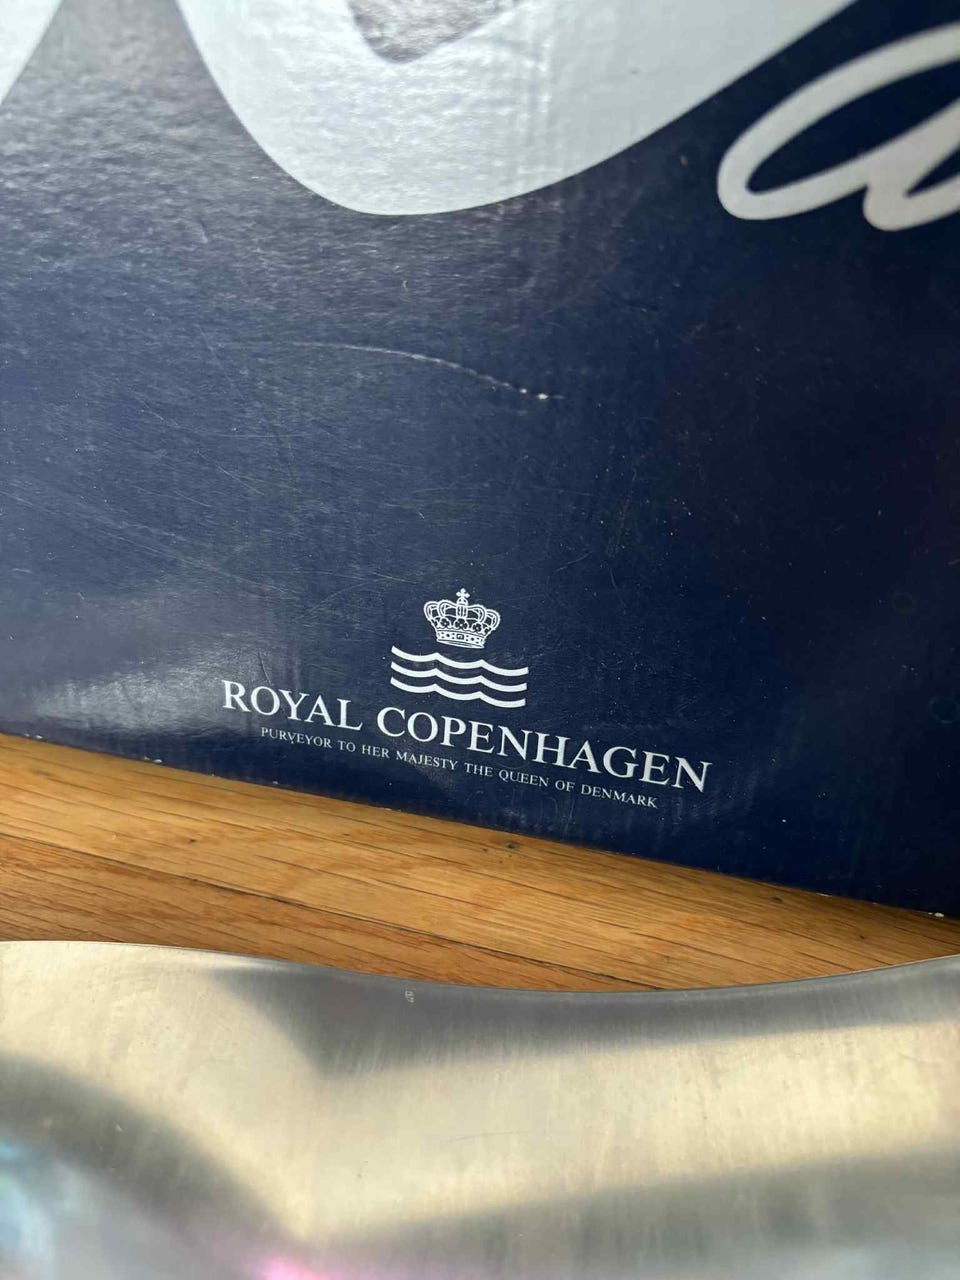 ROYAL COPENHAGEN
PURVEYOR TO HER MAJESTY THE QUEEN OF DENMARK